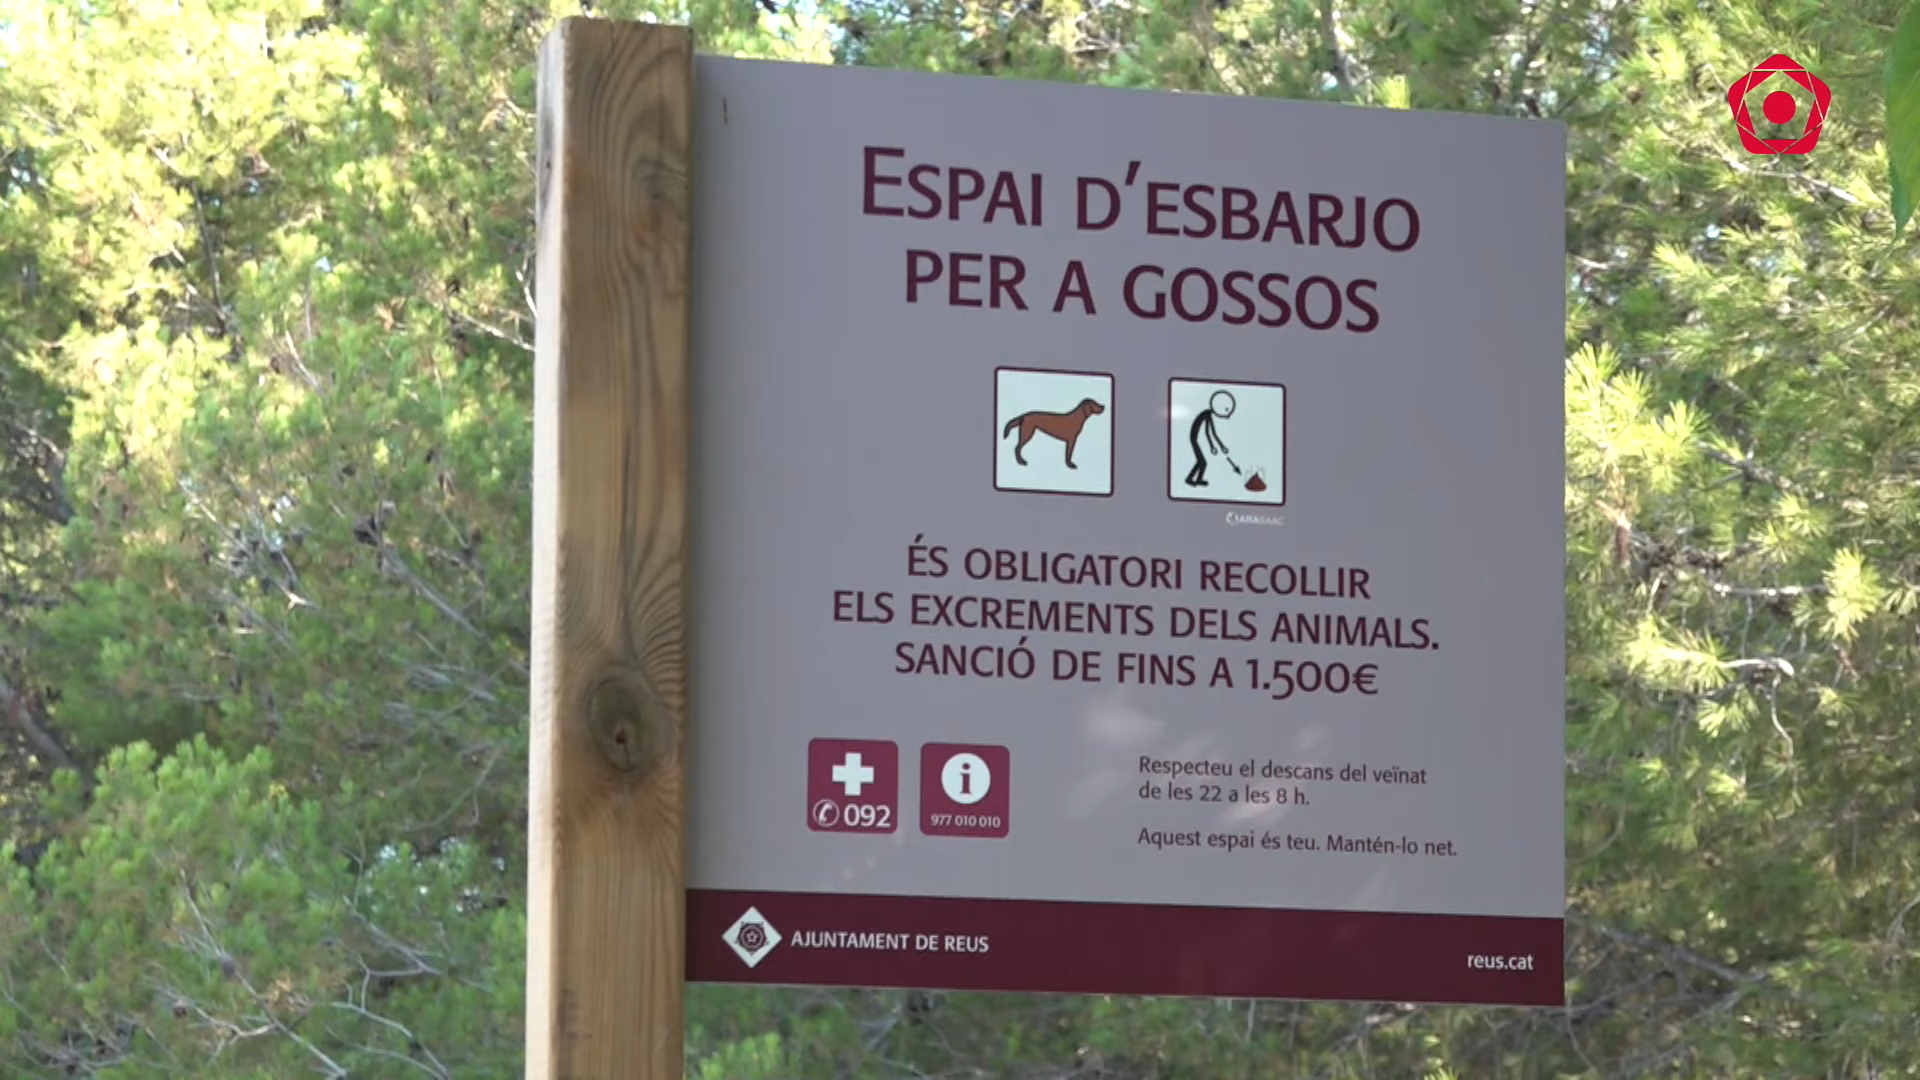 ESPAI D'ESBARJO
PER A GOSSOS
ÉS OBLIGATORI RECOLLIR
ELS EXCREMENTS DELS ANIMALS.
SANCIÓ DE FINS A 1.500€
092
i
977 010 010
Respecteu el descans del veïnat
de les 22 a les 8 h.
Aquest espai és teu. Mantén-lo net.
AJUNTAMENT DE REUS
reus.cat